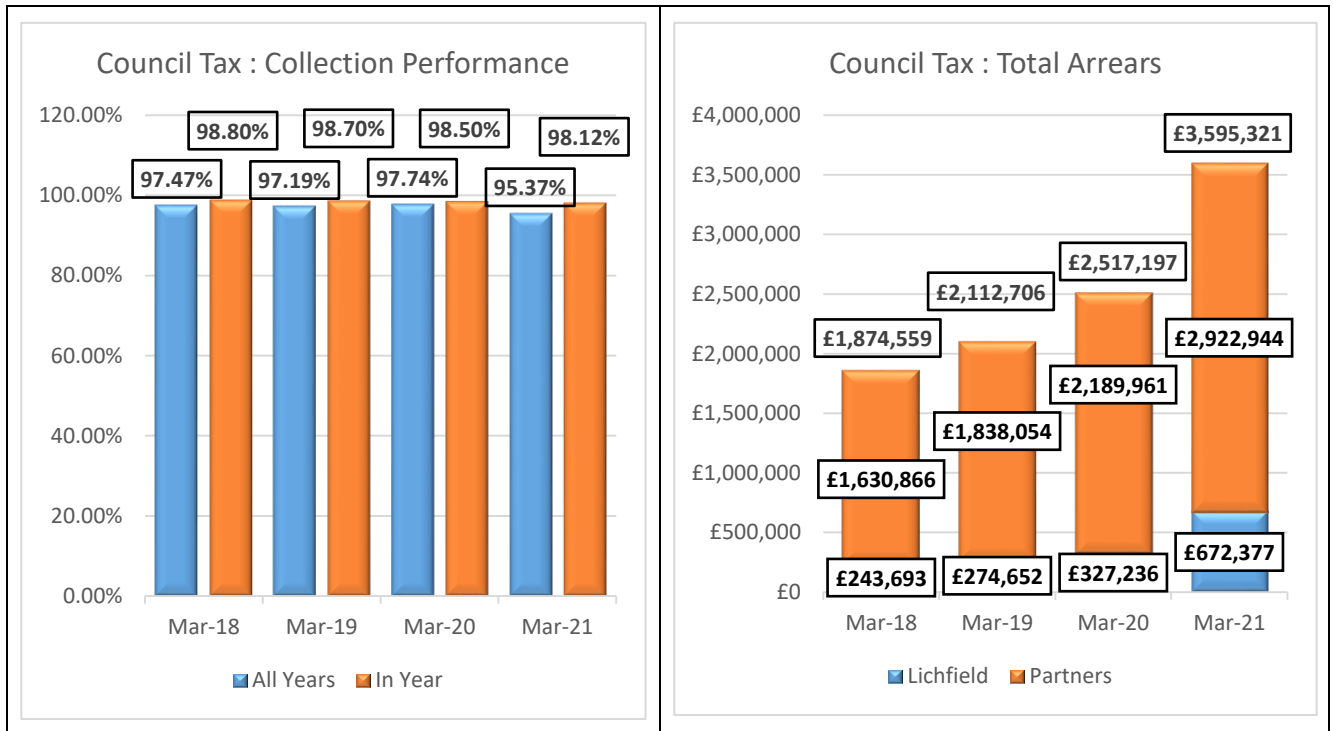 Council Tax : Collection Performance
120.00%
100.00%
80.00%
60.00%
40.00%
20.00%
0.00%
98.80%
98.70%
98.50%
98.12%
97.47%
97.19%
97.74%
95.37%
Mar-18
Mar-19
Mar-20
Mar-21
All Years
In Year
Council Tax : Total Arrears
£4,000,000
£3,500,000
£3,000,000
£2,500,000
£2,000,000
£1,500,000
£1,000,000
£500,000
£0
£1,874,559
£2,112,706
£2,517,197
£3,595,321
£1,630,866
£1,838,054
£2,189,961
£2,922,944
£243,693
£274,652
£327,236
£672,377
Mar-18
Mar-19
Mar-20
Mar-21
Lichfield
Partners